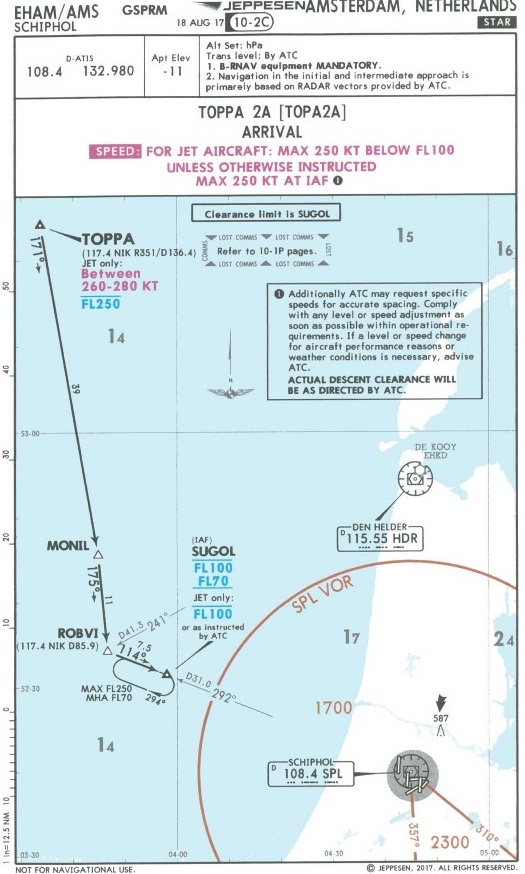 EHAM/AMS
SCHIPHOL
GSPRM
JEPPESEN
18 AUG 17
10-2C
AMSTERDAM, NETHERLANDS
STAR
D-ATIS
108.4 132.980
Apt Elev
-11
Alt Set: hPa
Trans level: By ATC
1. B-RNAV equipment MANDATORY.
2. Navigation in the initial and intermediate approach is
primarily based on RADAR vectors provided by ATC.
TOPPA 2A [TOPA2A]
ARRIVAL
SPEED: FOR JET AIRCRAFT: MAX 250 KT BELOW FL100
UNLESS OTHERWISE INSTRUCTED
MAX 250 KT AT IAF 1
Clearance limit is SUGOL
LOST COMMS LOST COMMS
COMMS
Refer to 10-1P pages.
LOST
LOST COMMS LOST COMMS
15
16
171°
TOPPA
(117.4 NIK R351/D136.4)
JET only:
Between
260-280 KT
FL250
14
1 Additionally ATC may request specific
speeds for accurate spacing. Comply
with any level or speed adjustment as
soon as possible within operational re-
quirements. If a level or speed change
for aircraft performance reasons or
weather conditions is necessary, advise
ATC.
ACTUAL DESCENT CLEARANCE WILL
BE AS DIRECTED BY ATC.
50
40
39
53-00
30
DE KOOY
EHKD
DEN HELDER
D 115.55 HDR
20
MONIL
175°
11
(IAF)
SUGOL
FL100
FL70
JET only:
FL100
or as instructed
by ATC
SPL VOR
10
ROBVI
(117.4 NIK D85.9)
D41.3 241°
7.5
114°
17
24
D31.0 292°
MAX FL250
MHA FL70
294°
52-30
0
1700
587
14
SCHIPHOL
D 108.4 SPL
10
357°
310°
2300
1 in=12.5 NM
03-30
04-00
04-30
05-00
NOT FOR NAVIGATIONAL USE.
© JEPPESEN, 2017. ALL RIGHTS RESERVED.